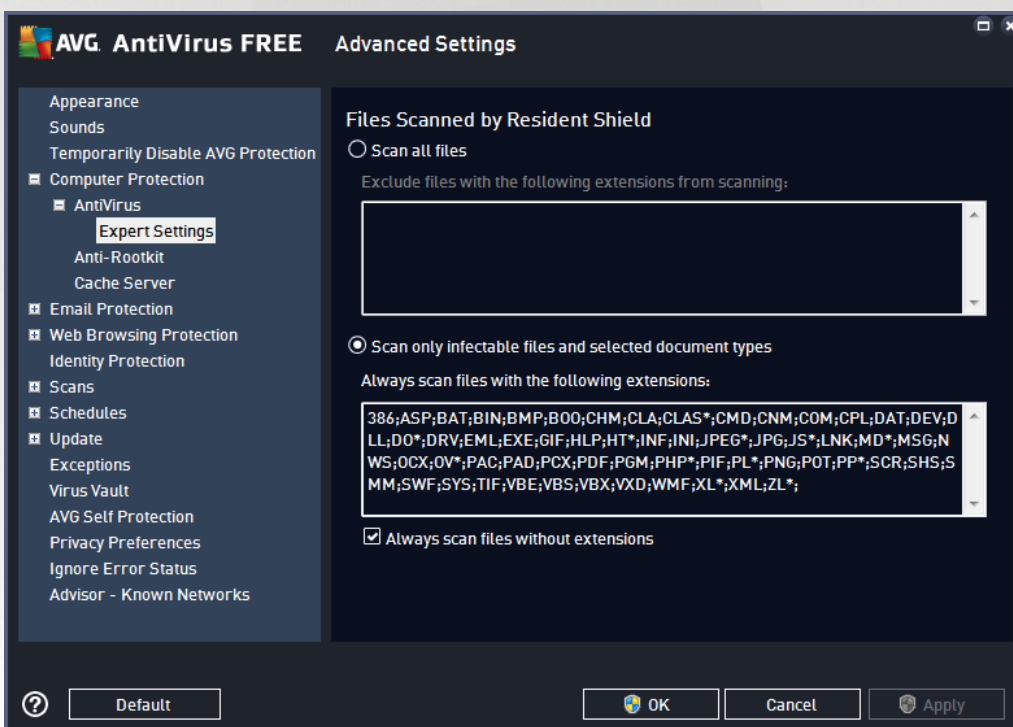 AVG. AntiVirus FREE Advanced Settings
Appearance
Sounds
Temporarily Disable AVG Protection
Computer Protection
AntiVirus
Expert Settings
Anti-Rootkit
Cache Server
Email Protection
Web Browsing Protection
Identity Protection
Scans
Schedules
Update
Exceptions
Virus Vault
AVG Self Protection
Privacy Preferences
Ignore Error Status
Advisor - Known Networks
Files Scanned by Resident Shield
Scan all files
Exclude files with the following extensions from scanning:
Scan only infectable files and selected document types
Always scan files with the following extensions:
386;ASP;BAT;BIN;BMP;BOO;CHM;CLA;CLAS*;CMD;CNM;COM;CPL;DAT;DEV;D
LL;DO*;DRV;EML;EXE;GIF;HLP;HT*;INF;INI;JPEG*;JPG;JS*;LNK;MD*;MSG;N
WS;OCX;OV*;PAC;PAD;PCX;PDF;PGM;PHP*;PIF;PL*;PNG;POT;PP*;SCR;SHS;S
MM;SWF;SYS;TIF;VBE;VBS;VBX;VXD;WMF;XL*;XML;ZL*;
Always scan files without extensions
? Default OK Cancel Apply